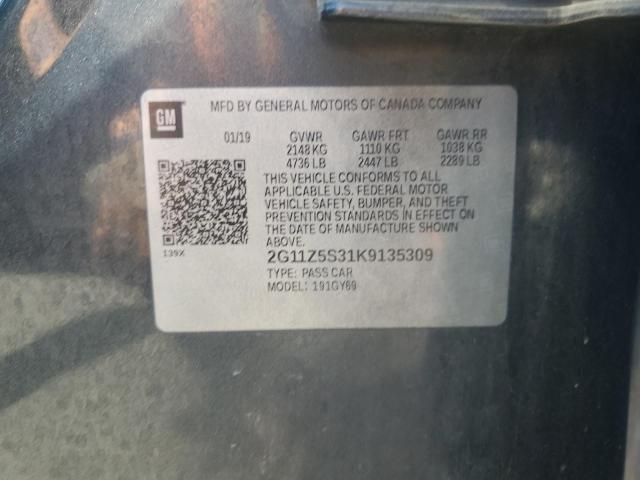 GM
MFD BY GENERAL MOTORS OF CANADA COMPANY
01/19 GVWR GAWR FRT GAWR RR
2148 KG 1110 KG 1038 KG
4736 LB 2447 LB 2289 LB
THIS VEHICLE CONFORMS TO ALL
APPLICABLE U.S. FEDERAL MOTOR
VEHICLE SAFETY, BUMPER, AND THEFT
PREVENTION STANDARDS IN EFFECT ON
THE DATE OF MANUFACTURE SHOWN
ABOVE.
139X
2G11Z5S31K9135309
TYPE: PASS CAR
MODEL: 191GY69